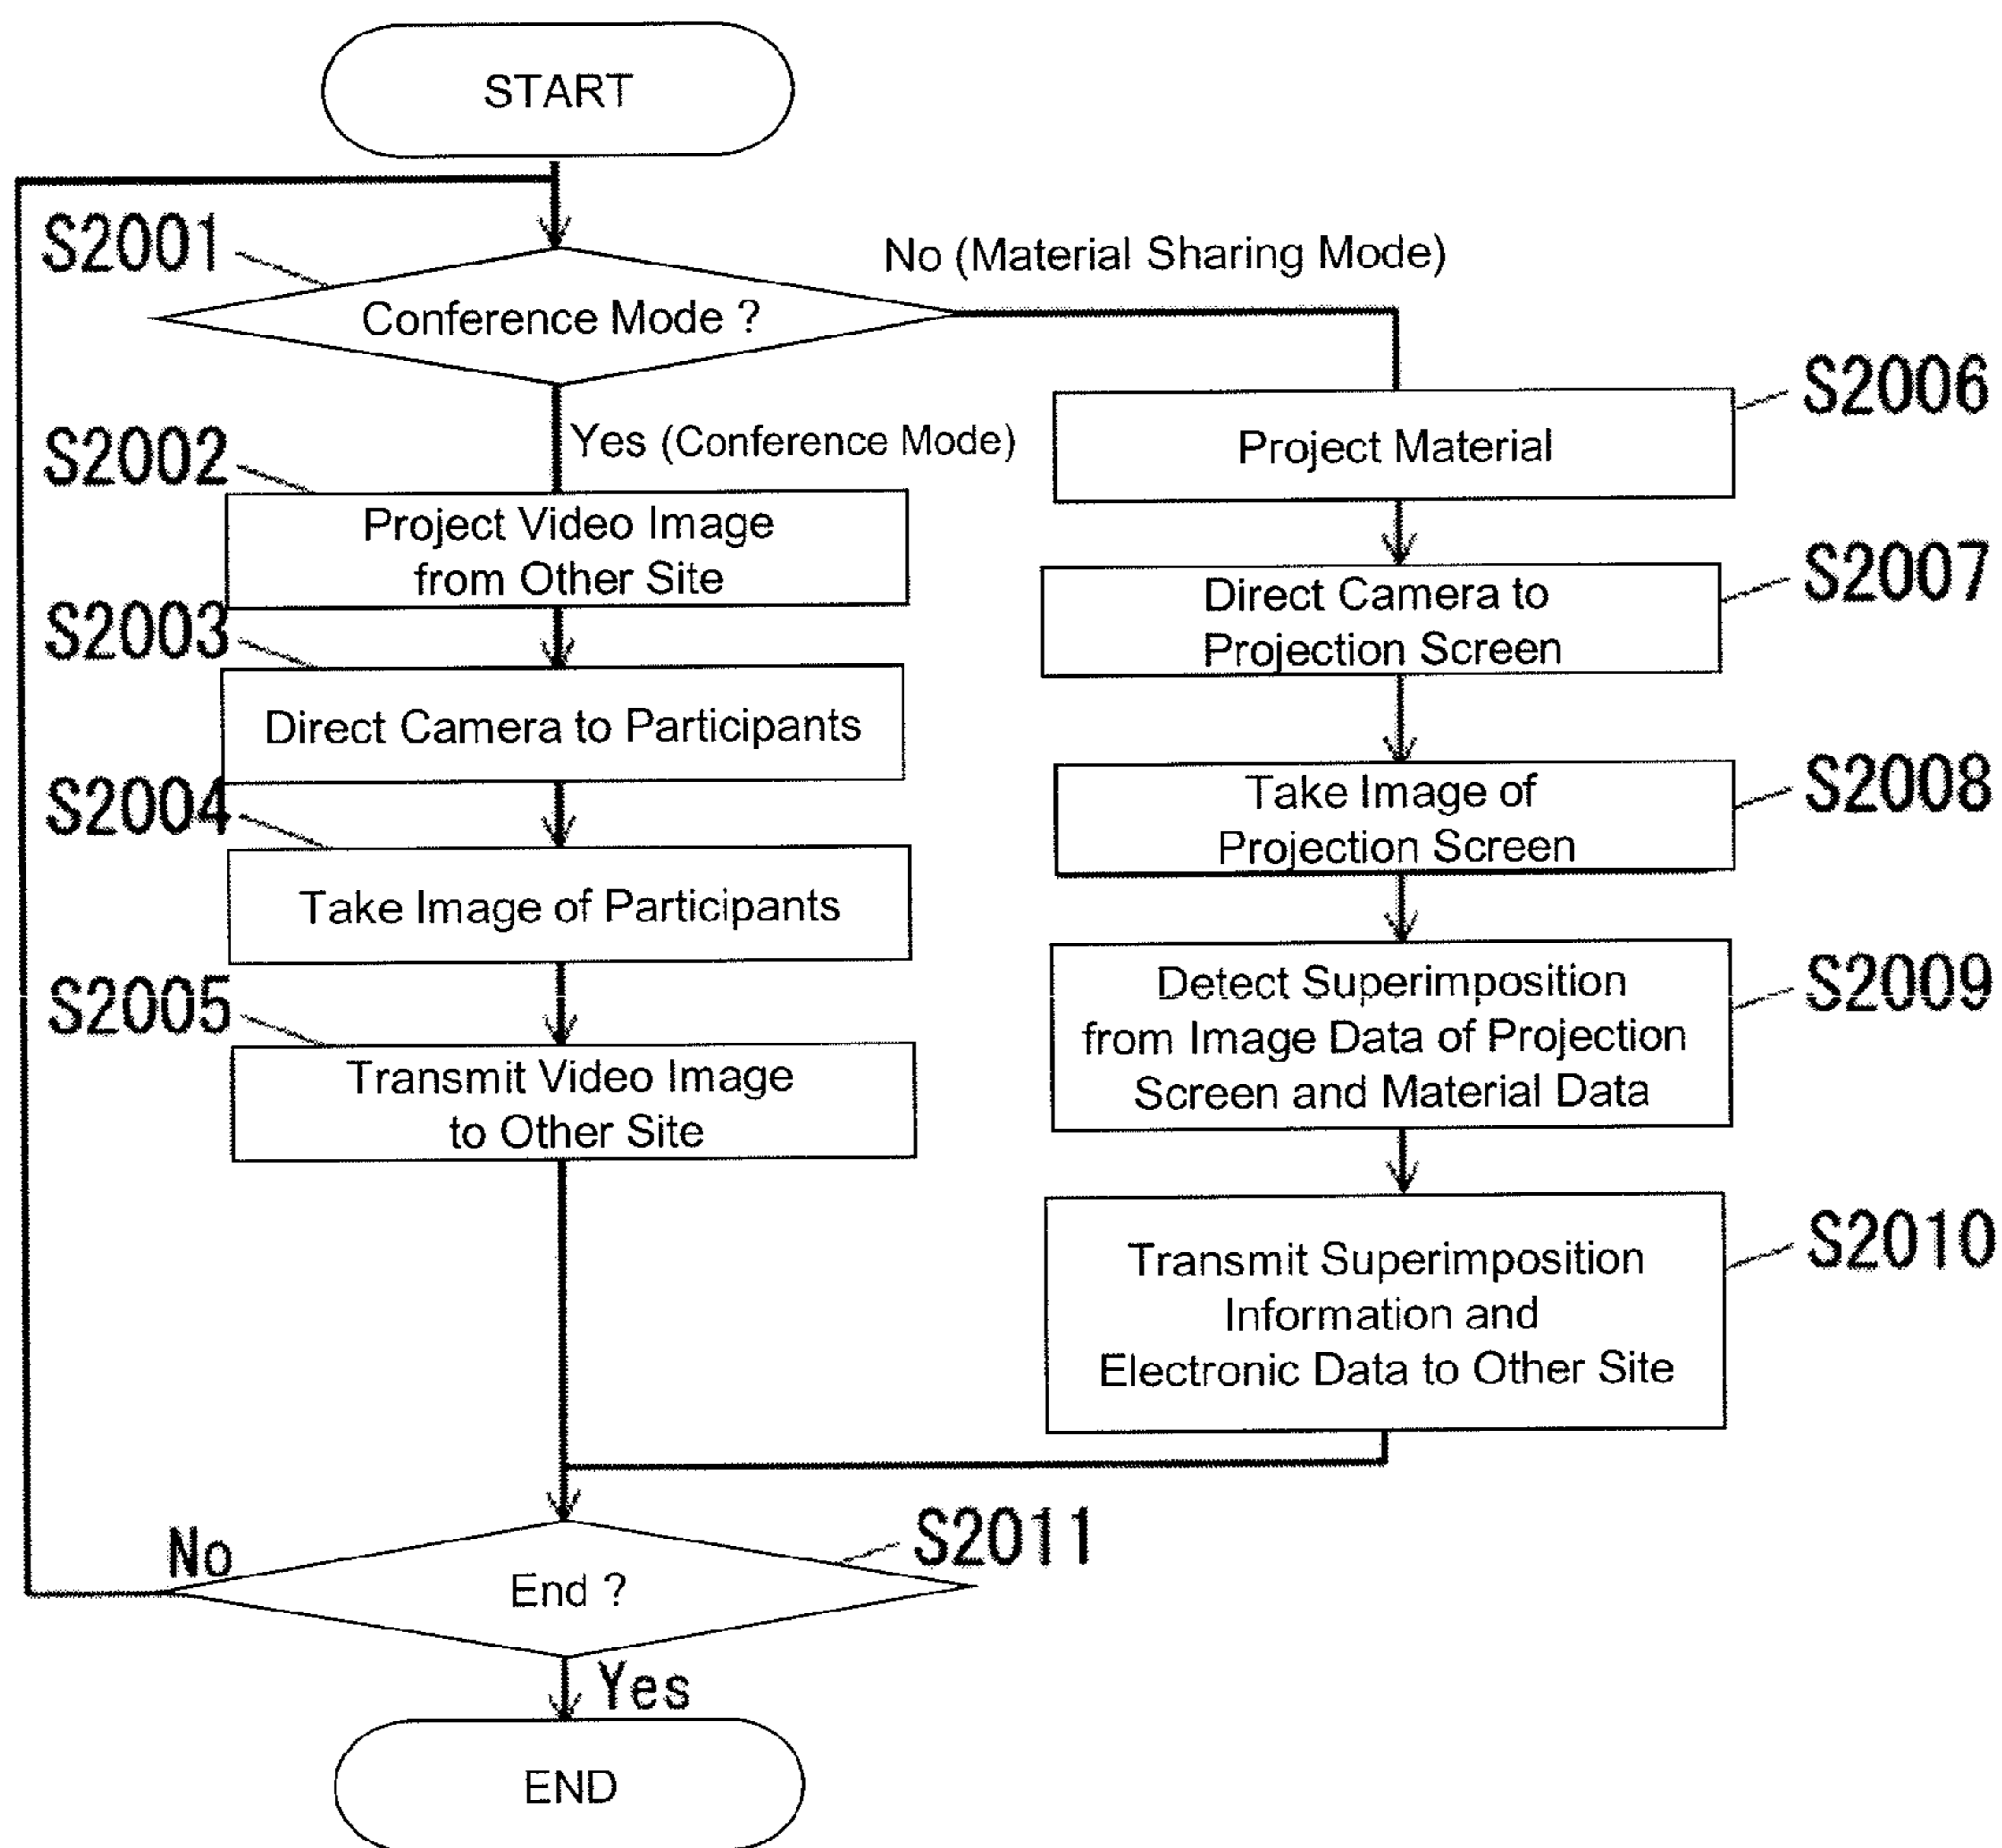 START
S2001
Conference Mode ?
No (Material Sharing Mode)
Yes (Conference Mode)
S2002
Project Video Image
from Other Site
S2003
Direct Camera to Participants
S2004
Take Image of Participants
S2005
Transmit Video Image
to Other Site
S2006
Project Material
S2007
Direct Camera to
Projection Screen
S2008
Take Image of
Projection Screen
S2009
Detect Superimposition
from Image Data of Projection
Screen and Material Data
S2010
Transmit Superimposition
Information and
Electronic Data to Other Site
S2011
End ?
No
Yes
END